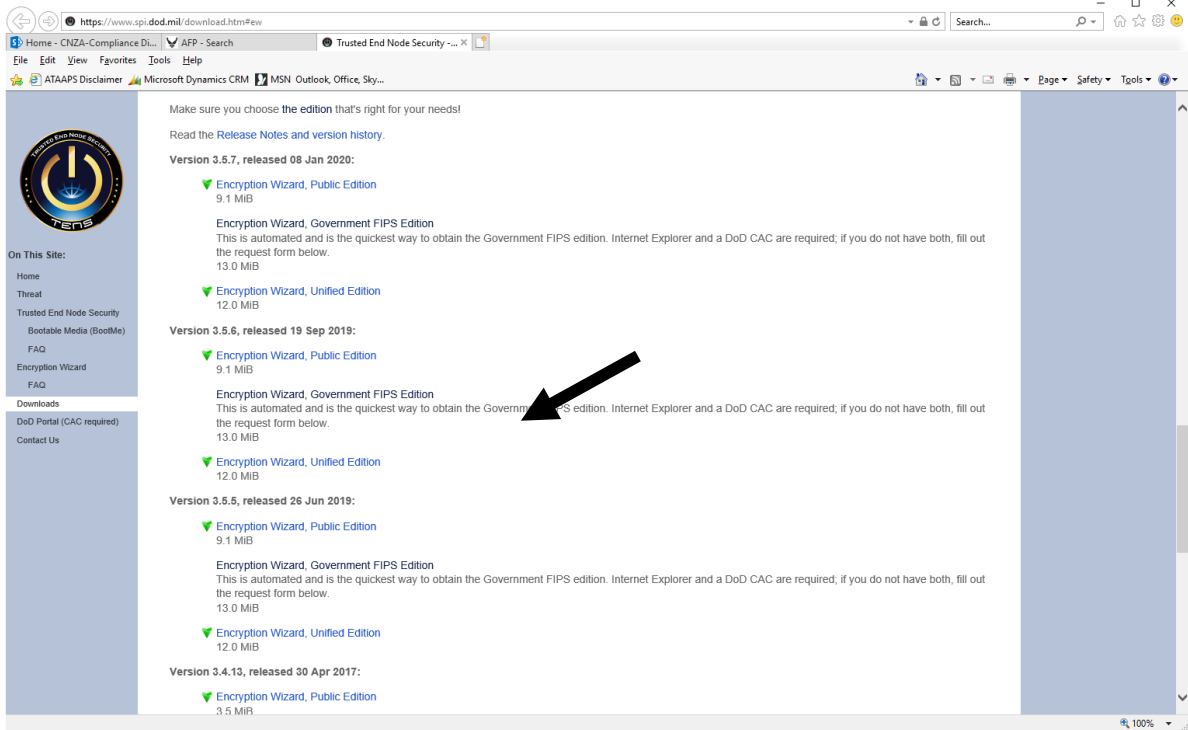 https://www.spi.dod.mil/download.htm#ew
Search...
Home - CNZA-Compliance Di...
AFP - Search
Trusted End Node Security -...
File Edit View Favorites Tools Help
ATAAPS Disclaimer
Microsoft Dynamics CRM
MSN Outlook, Office, Sky...
Page
Safety
Tools
TRUSTED END NODE SECURITY
TENS
On This Site:
Home
Threat
Trusted End Node Security
Bootable Media (BootMe)
FAQ
Encryption Wizard
FAQ
Downloads
DoD Portal (CAC required)
Contact Us
Make sure you choose the edition that's right for your needs!
Read the Release Notes and version history.
Version 3.5.7, released 08 Jan 2020:
Encryption Wizard, Public Edition
9.1 MiB
Encryption Wizard, Government FIPS Edition
This is automated and is the quickest way to obtain the Government FIPS edition. Internet Explorer and a DoD CAC are required; if you do not have both, fill out
the request form below.
13.0 MiB
Encryption Wizard, Unified Edition
12.0 MiB
Version 3.5.6, released 19 Sep 2019:
Encryption Wizard, Public Edition
9.1 MiB
Encryption Wizard, Government FIPS Edition
This is automated and is the quickest way to obtain the Governm PS edition. Internet Explorer and a DoD CAC are required; if you do not have both, fill out
the request form below.
13.0 MiB
Encryption Wizard, Unified Edition
12.0 MiB
Version 3.5.5, released 26 Jun 2019:
Encryption Wizard, Public Edition
9.1 MiB
Encryption Wizard, Government FIPS Edition
This is automated and is the quickest way to obtain the Government FIPS edition. Internet Explorer and a DoD CAC are required; if you do not have both, fill out
the request form below.
13.0 MiB
Encryption Wizard, Unified Edition
12.0 MiB
Version 3.4.13, released 30 Apr 2017:
Encryption Wizard, Public Edition
3.5 MiB
100%